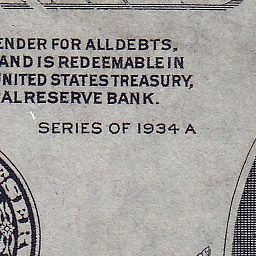 ENDER FOR ALL DEBTS,
AND IS REDEEMABLE IN
UNITED STATES TREASURY,
AL RESERVE BANK.
SERIES OF 1934 A